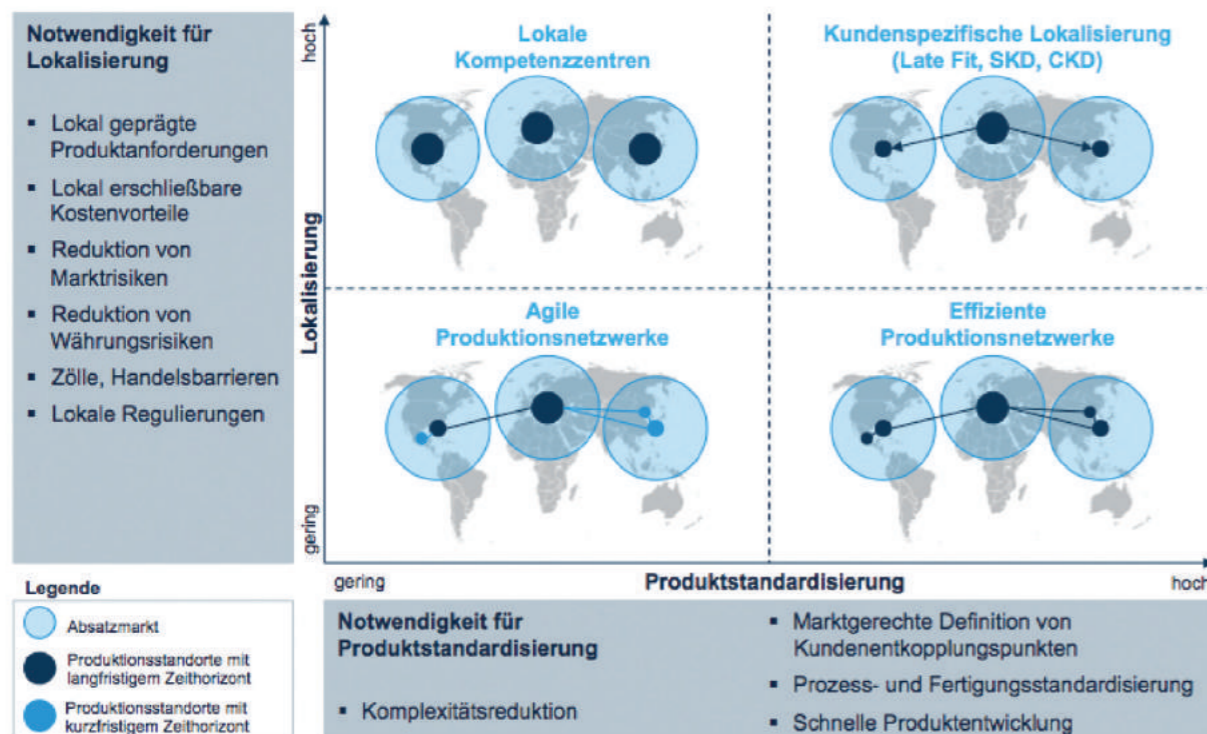 Notwendigkeit für
Lokalisierung
▪ Lokal geprägte
Produktanforderungen
▪ Lokal erschließbare
Kostenvorteile
▪ Reduktion von
Marktrisiken
▪ Reduktion von
Währungsrisiken
▪ Zölle, Handelsbarrieren
▪ Lokale Regulierungen
hoch
Lokalisierung
gering
Lokale
Kompetenzzentren
Kundenspezifische Lokalisierung
(Late Fit, SKD, CKD)
Agile
Produktionsnetzwerke
Effiziente
Produktionsnetzwerke
gering
Produktstandardisierung
hoch
Legende
Absatzmarkt
Produktionsstandorte mit
langfristigem Zeithorizont
Produktionsstandorte mit
kurzfristigem Zeithorizont
Notwendigkeit für
Produktstandardisierung
▪ Komplexitätsreduktion
▪ Marktgerechte Definition von
Kundenentkopplungspunkten
▪ Prozess- und Fertigungsstandardisierung
▪ Schnelle Produktentwicklung